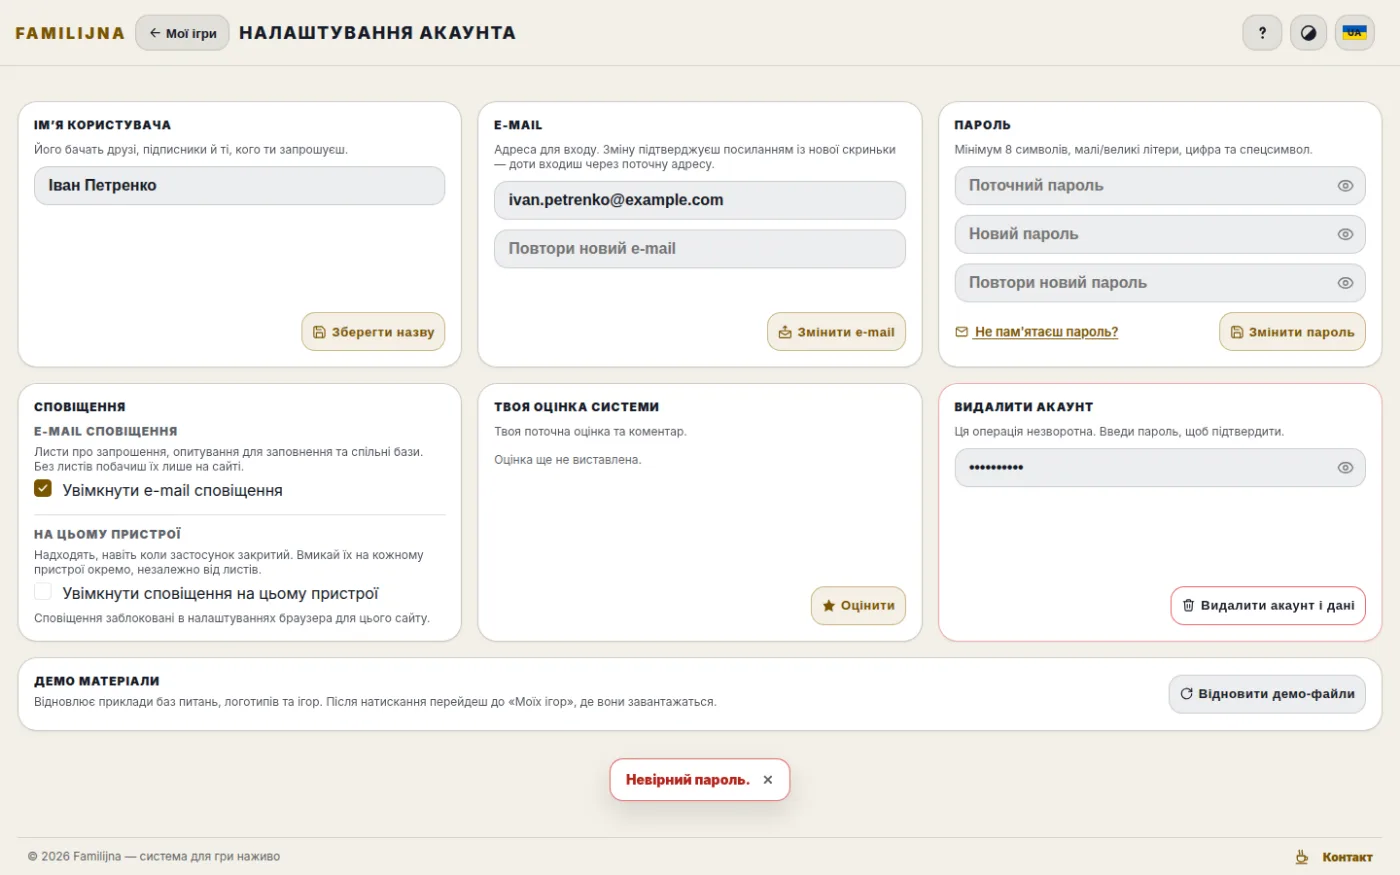 FAMILIJNA
← Мої ігри
НАЛАШТУВАННЯ АКАУНТА
?
UA
ІМ’Я КОРИСТУВАЧА
Його бачать друзі, підписники й ті, кого ти запрошуєш.
Іван Петренко
Зберегти назву
E-MAIL
Адреса для входу. Зміну підтверджуєш посиланням із нової скриньки
— доти входиш через поточну адресу.
ivan.petrenko@example.com
Повтори новий e-mail
Змінити e-mail
ПАРОЛЬ
Мінімум 8 символів, малі/великі літери, цифра та спецсимвол.
Поточний пароль
Новий пароль
Повтори новий пароль
Не пам'ятаєш пароль?
Змінити пароль
СПОВІЩЕННЯ
E-MAIL СПОВІЩЕННЯ
Листи про запрошення, опитування для заповнення та спільні бази.
Без листів побачиш їх лише на сайті.
Увімкнути e-mail сповіщення
НА ЦЬОМУ ПРИСТРОЇ
Надходять, навіть коли застосунок закритий. Вмикай їх на кожному
пристрої окремо, незалежно від листів.
Увімкнути сповіщення на цьому пристрої
Сповіщення заблоковані в налаштуваннях браузера для цього сайту.
ТВОЯ ОЦІНКА СИСТЕМИ
Твоя поточна оцінка та коментар.
Оцінка ще не виставлена.
Оцінити
ВИДАЛИТИ АКАУНТ
Ця операція незворотна. Введи пароль, щоб підтвердити.
••••••••••
Видалити акаунт і дані
ДЕМО МАТЕРІАЛИ
Відновлює приклади баз питань, логотипів та ігор. Після натискання перейдеш до «Моїх ігор», де вони завантажаться.
Відновити демо-файли
Невірний пароль. ✕
© 2026 Familijna — система для гри наживо
Контакт